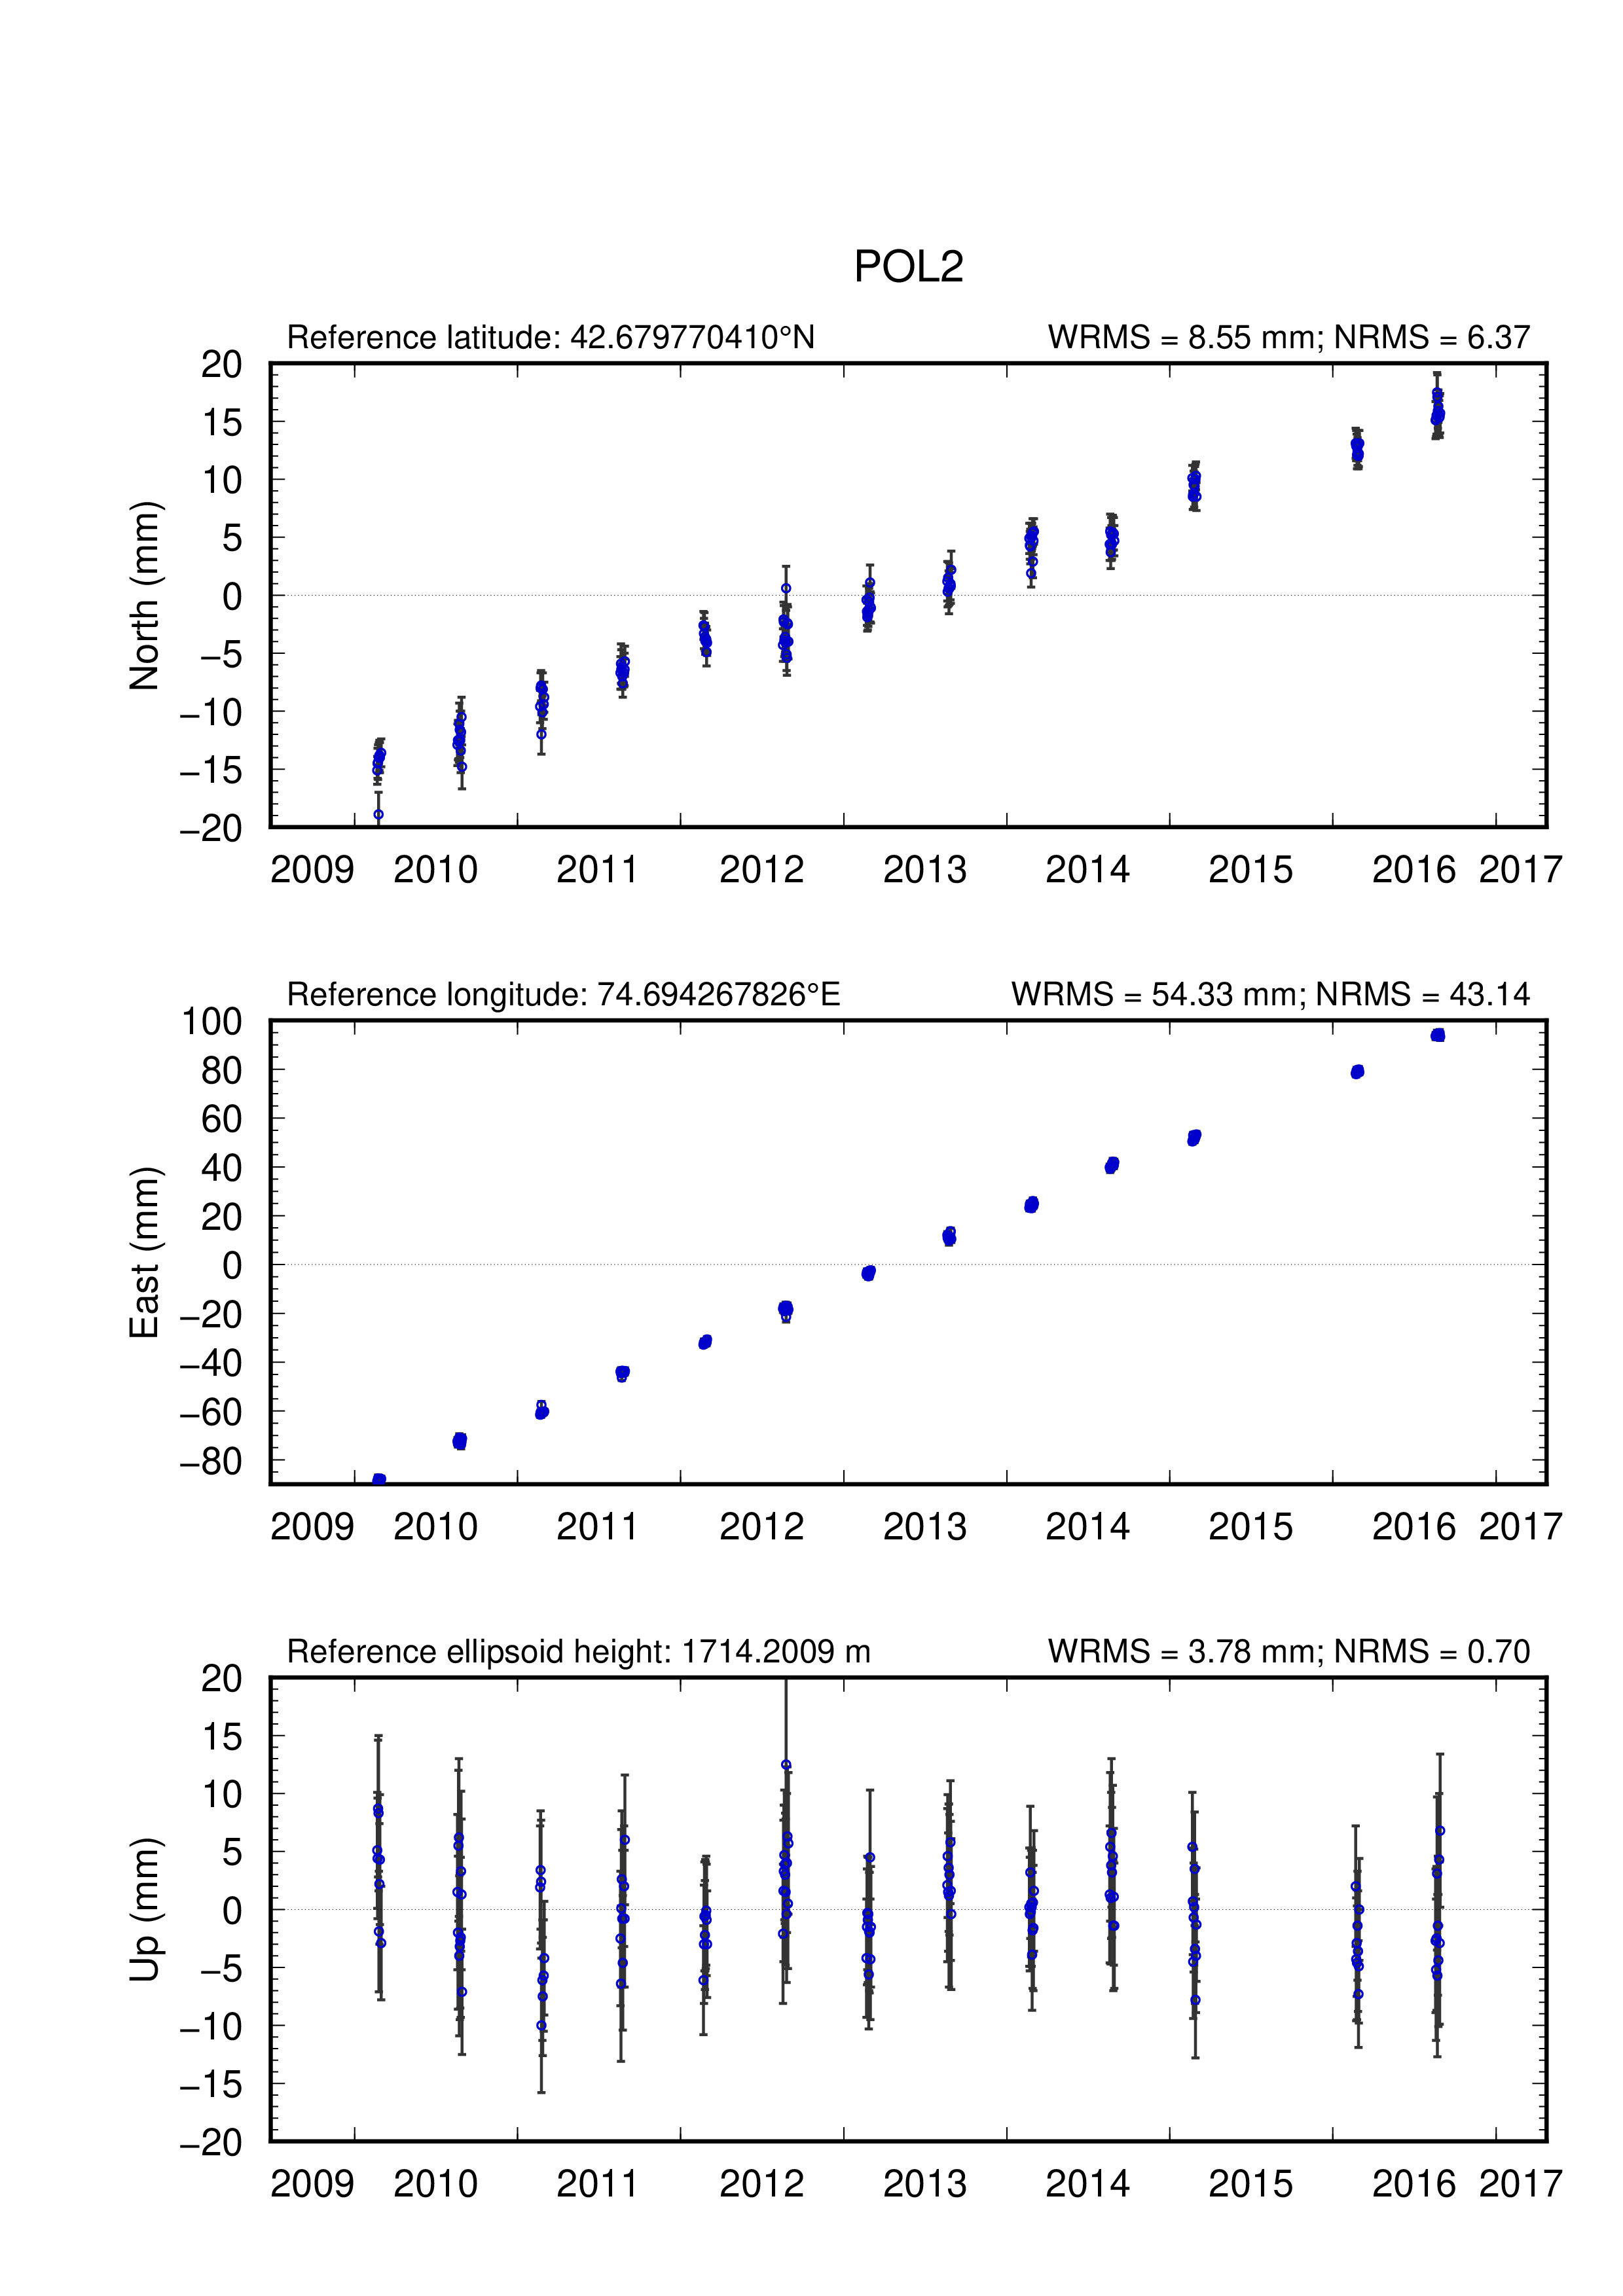 POL2
Reference latitude: 42.679770410°N WRMS = 8.55 mm; NRMS = 6.37
20
15
10
5
0
−5
−10
−15
−20
North (mm)
2009 2010 2011 2012 2013 2014 2015 2016 2017
Reference longitude: 74.694267826°E WRMS = 54.33 mm; NRMS = 43.14
100
80
60
40
20
0
−20
−40
−60
−80
East (mm)
2009 2010 2011 2012 2013 2014 2015 2016 2017
Reference ellipsoid height: 1714.2009 m WRMS = 3.78 mm; NRMS = 0.70
20
15
10
5
0
−5
−10
−15
−20
Up (mm)
2009 2010 2011 2012 2013 2014 2015 2016 2017